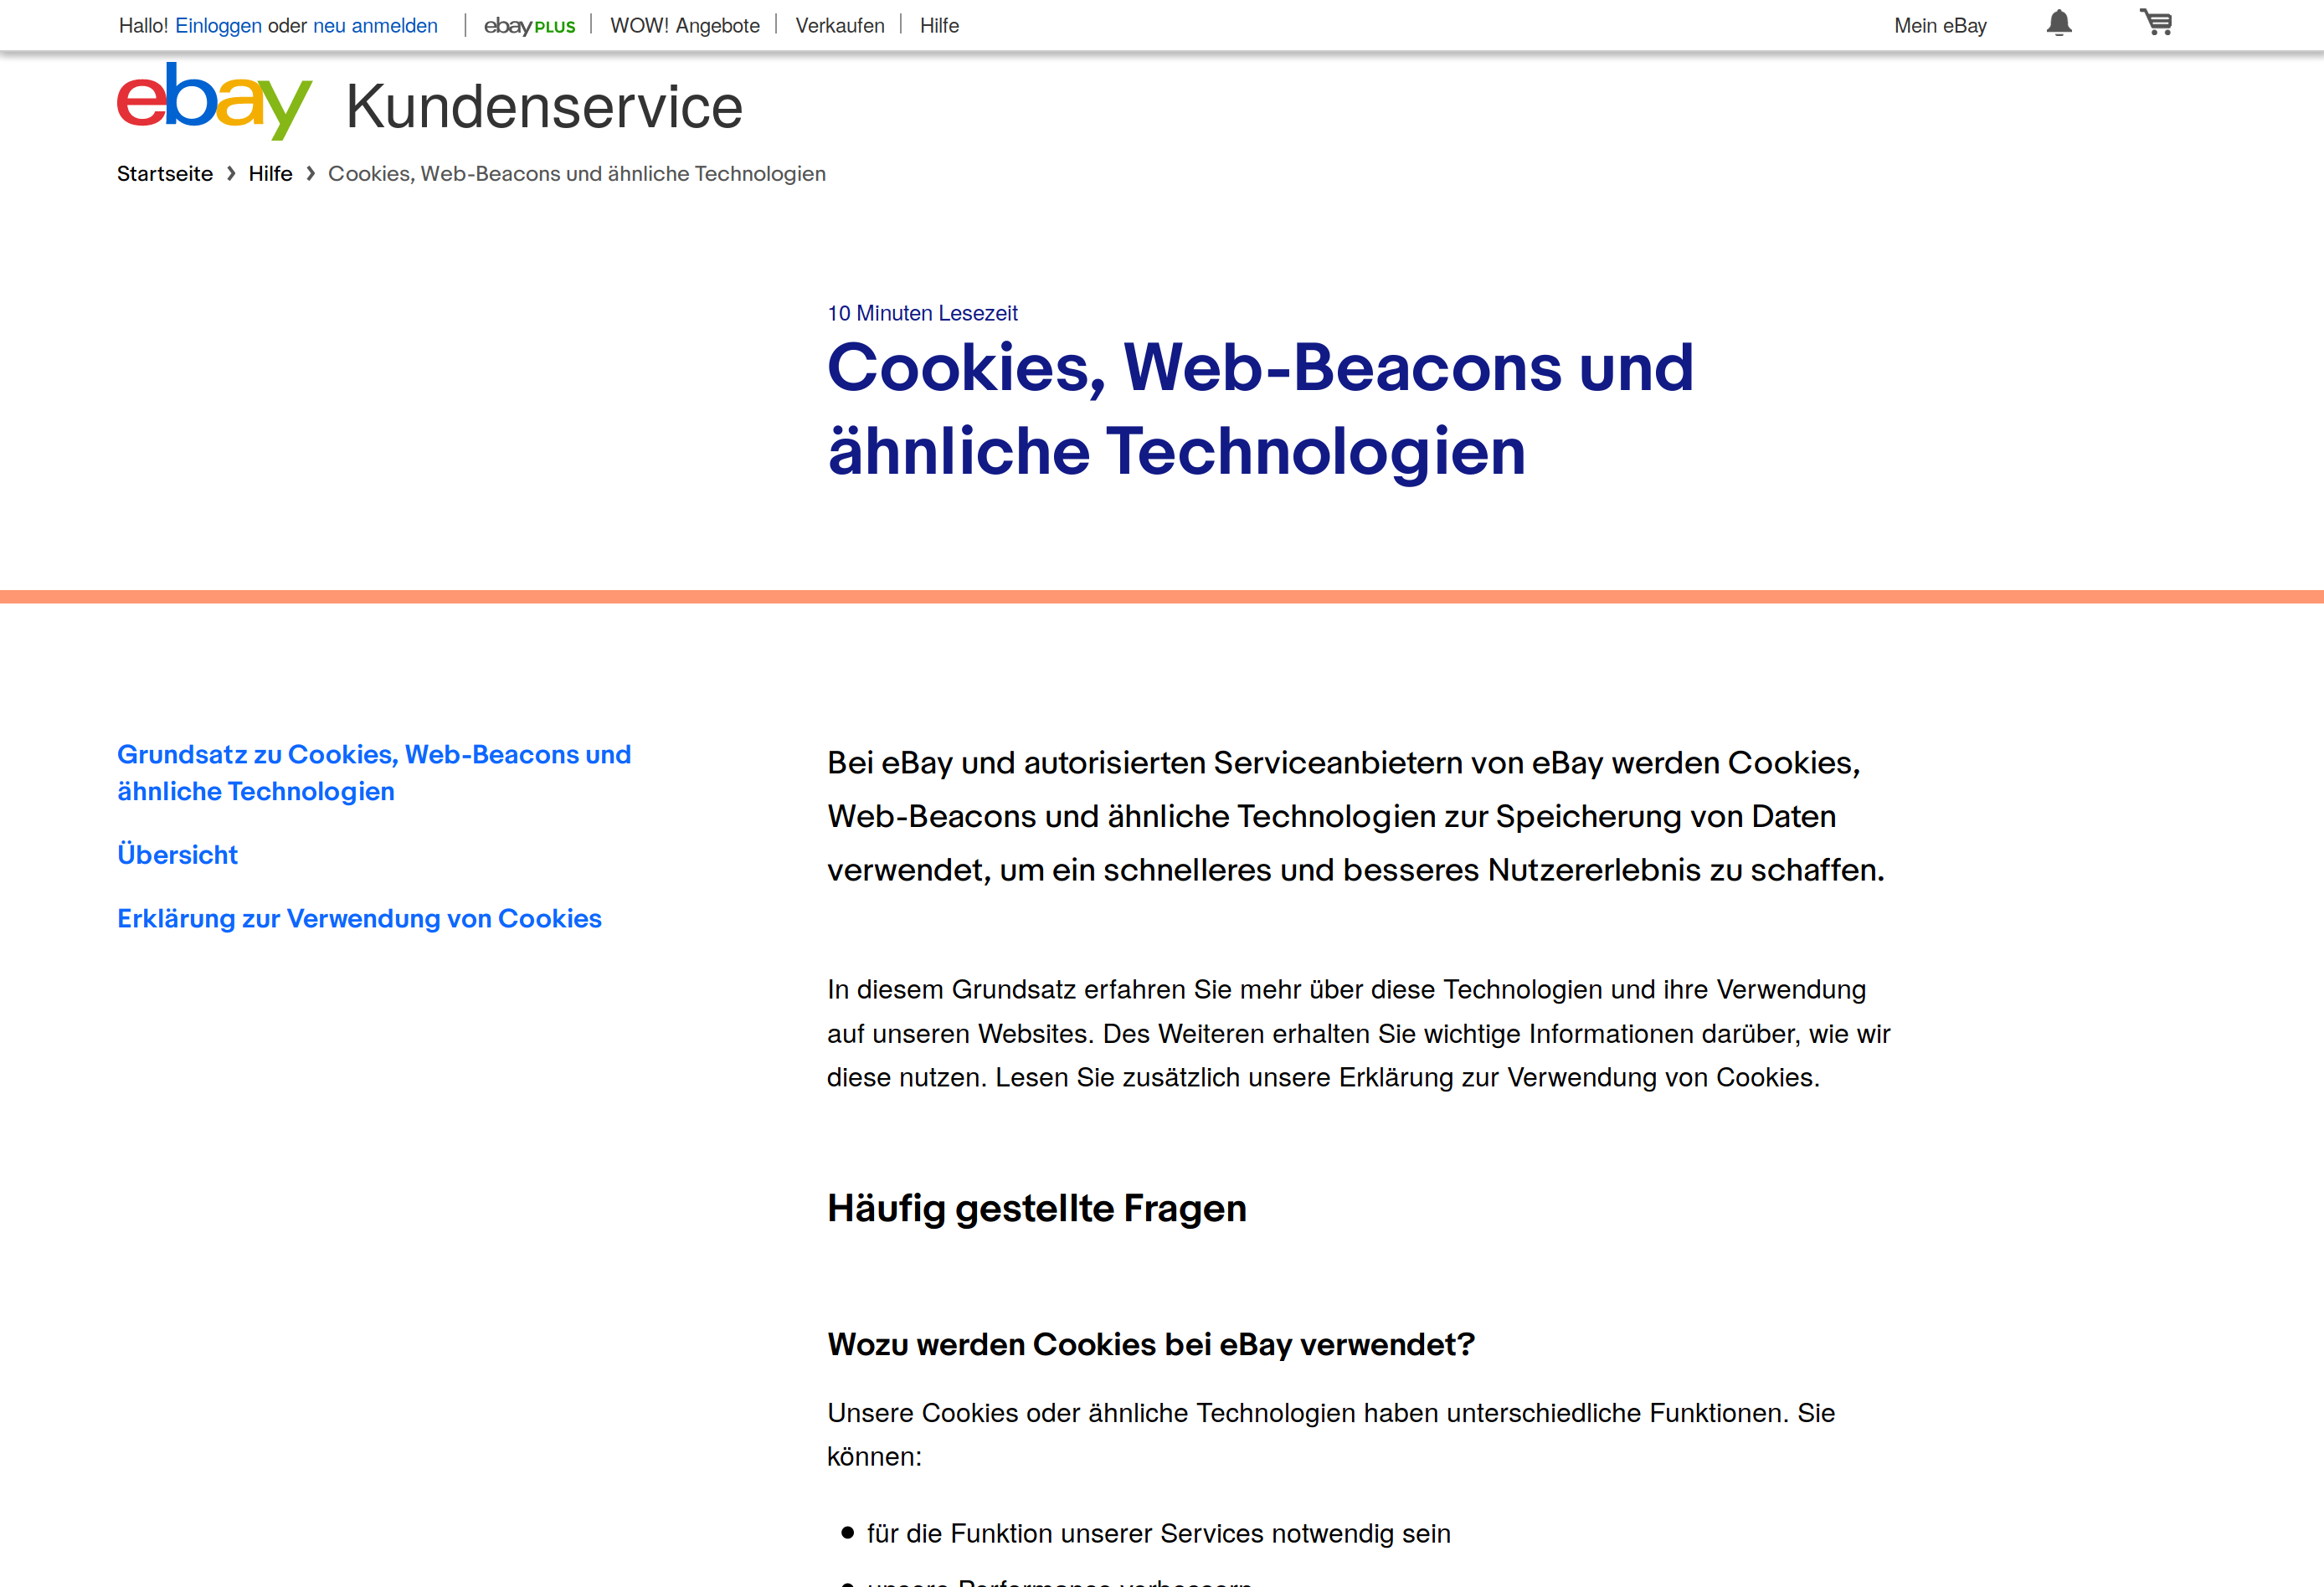 Hallo! Einloggen oder neu anmelden
ebay PLUS
WOW! Angebote
Verkaufen
Hilfe
Mein eBay
ebay Kundenservice
Startseite
Hilfe
Cookies, Web-Beacons und ähnliche Technologien
10 Minuten Lesezeit
Cookies, Web-Beacons und
ähnliche Technologien
Grundsatz zu Cookies, Web-Beacons und
ähnliche Technologien
Übersicht
Erklärung zur Verwendung von Cookies
Bei eBay und autorisierten Serviceanbietern von eBay werden Cookies,
Web-Beacons und ähnliche Technologien zur Speicherung von Daten
verwendet, um ein schnelleres und besseres Nutzererlebnis zu schaffen.
In diesem Grundsatz erfahren Sie mehr über diese Technologien und ihre Verwendung
auf unseren Websites. Des Weiteren erhalten Sie wichtige Informationen darüber, wie wir
diese nutzen. Lesen Sie zusätzlich unsere Erklärung zur Verwendung von Cookies.
Häufig gestellte Fragen
Wozu werden Cookies bei eBay verwendet?
Unsere Cookies oder ähnliche Technologien haben unterschiedliche Funktionen. Sie
können:
für die Funktion unserer Services notwendig sein
unsere Performance verbessern